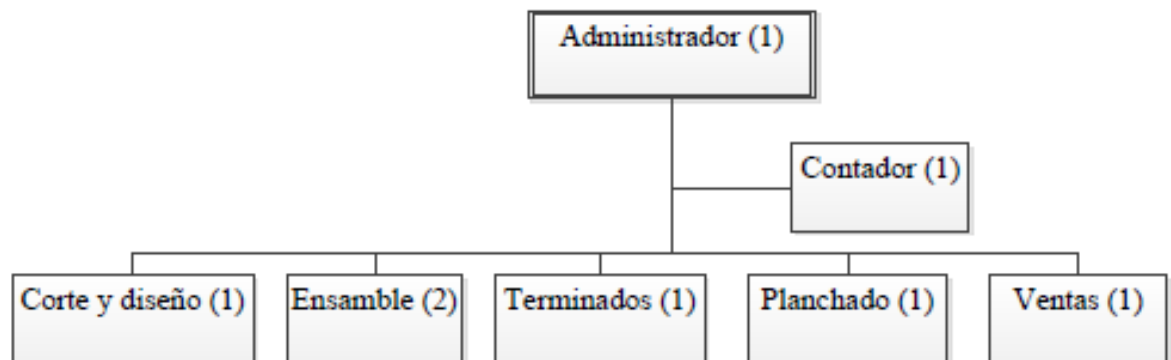 Administrador (1)
Contador (1)
Corte y diseño (1)
Ensamble (2)
Terminados (1)
Planchado (1)
Ventas (1)